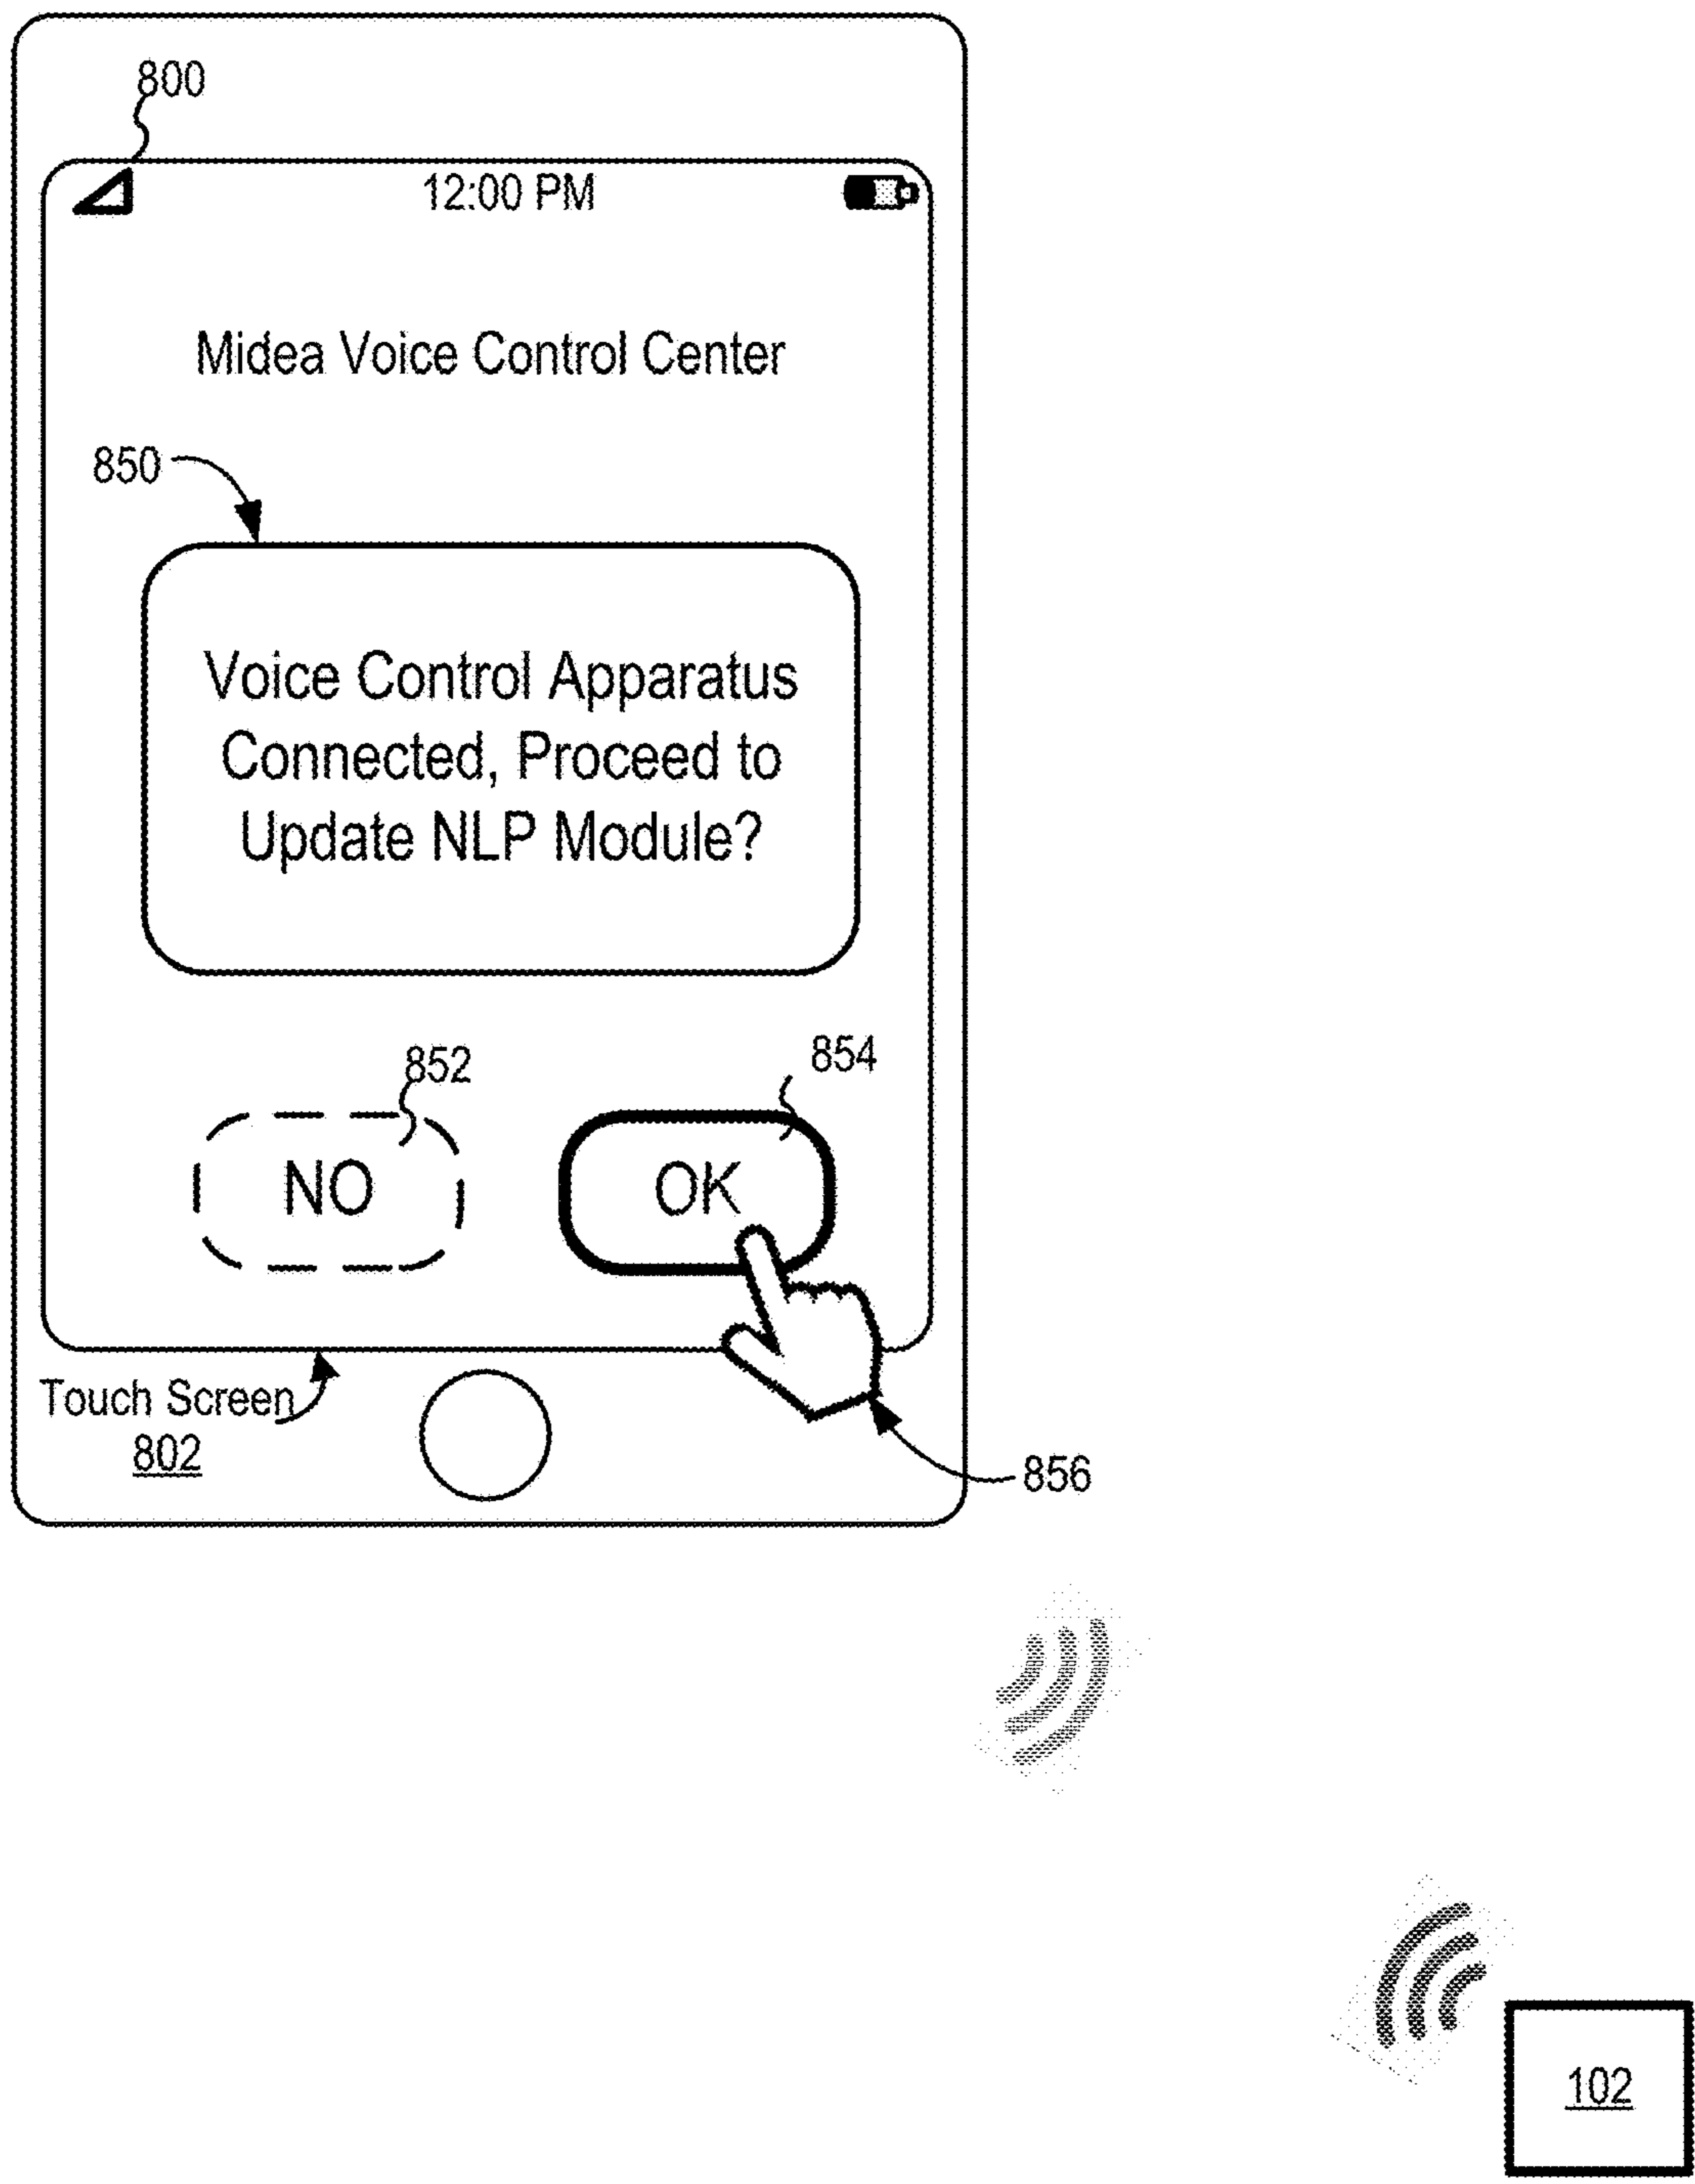 800
12:00 PM
Midea Voice Control Center
850
Voice Control Apparatus
Connected, Proceed to
Update NLP Module?
852
854
NO
OK
Touch Screen
802
856
102